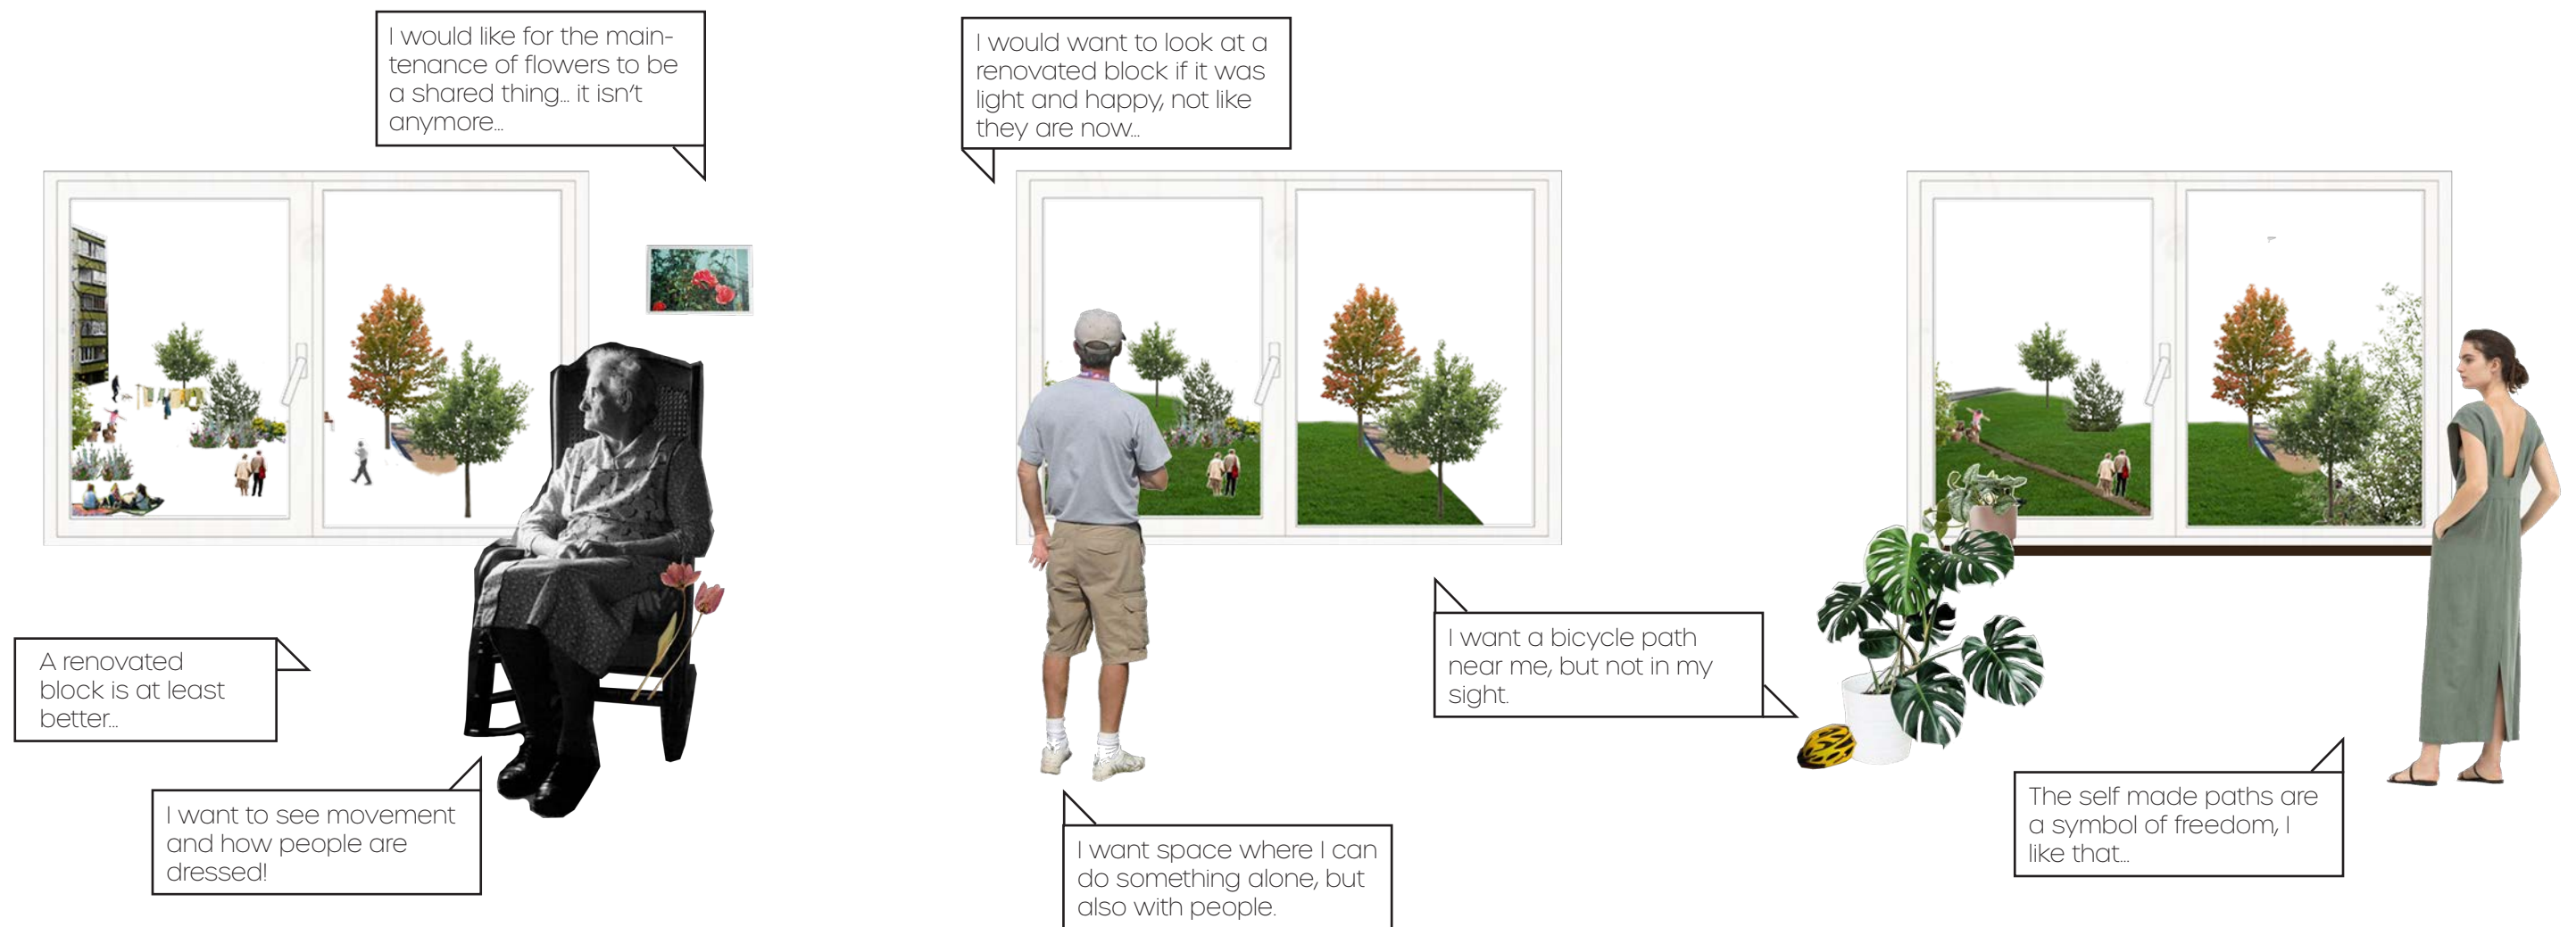 I would like for the main-
tenance of flowers to be
a shared thing... it isn't
anymore...
A renovated
block is at least
better...
I want to see movement
and how people are
dressed!
I would want to look at a
renovated block if it was
light and happy, not like
they are now...
I want a bicycle path
near me, but not in my
sight.
I want space where I can
do something alone, but
also with people.
The self made paths are
a symbol of freedom, I
like that...